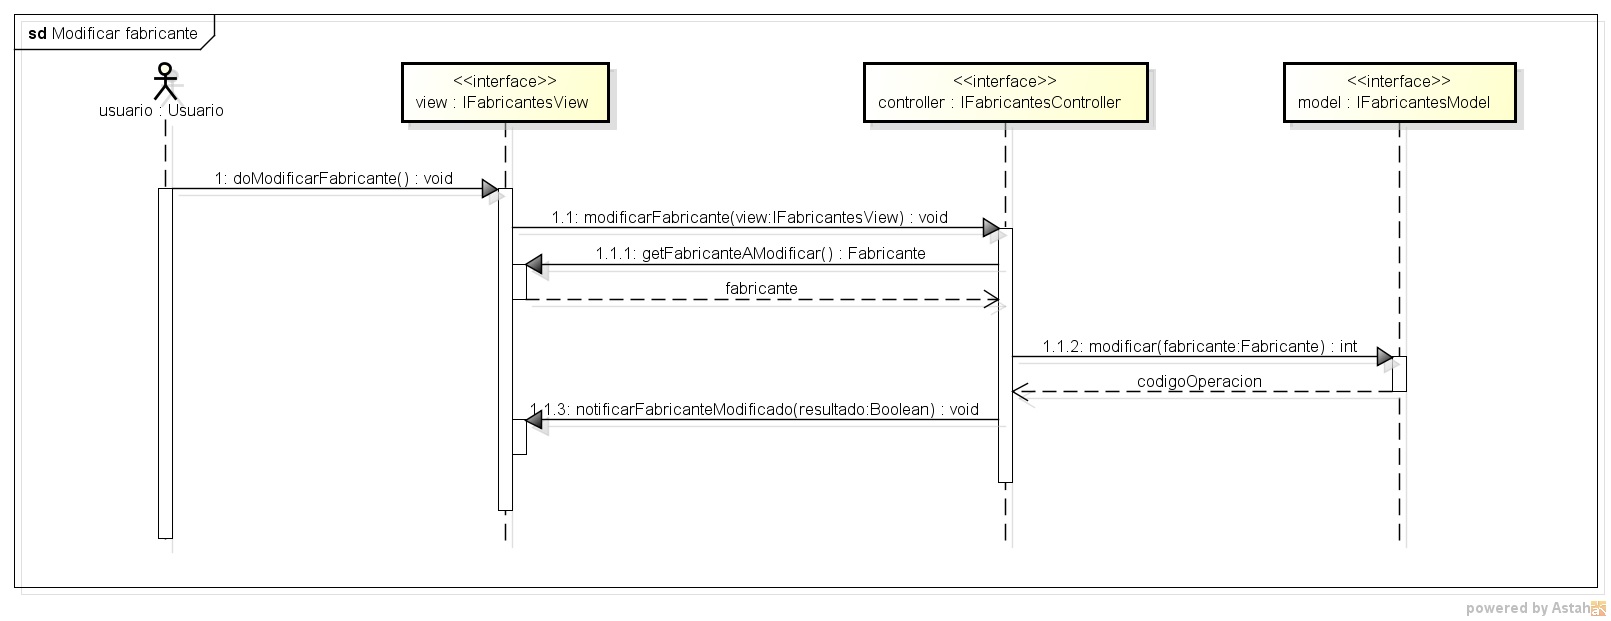 sd Modificar fabricante
usuario : Usuario
<<interface>>
view : IFabricantesView
<<interface>>
controller : IFabricantesController
<<interface>>
model : IFabricantesModel
1: doModificarFabricante() : void
1.1: modificarFabricante(view:IFabricantesView) : void
1.1.1: getFabricanteAModificar() : Fabricante
fabricante
1.1.2: modificar(fabricante:Fabricante) : int
codigoOperacion
1.1.3: notificarFabricanteModificado(resultado:Boolean) : void
powered by Astah